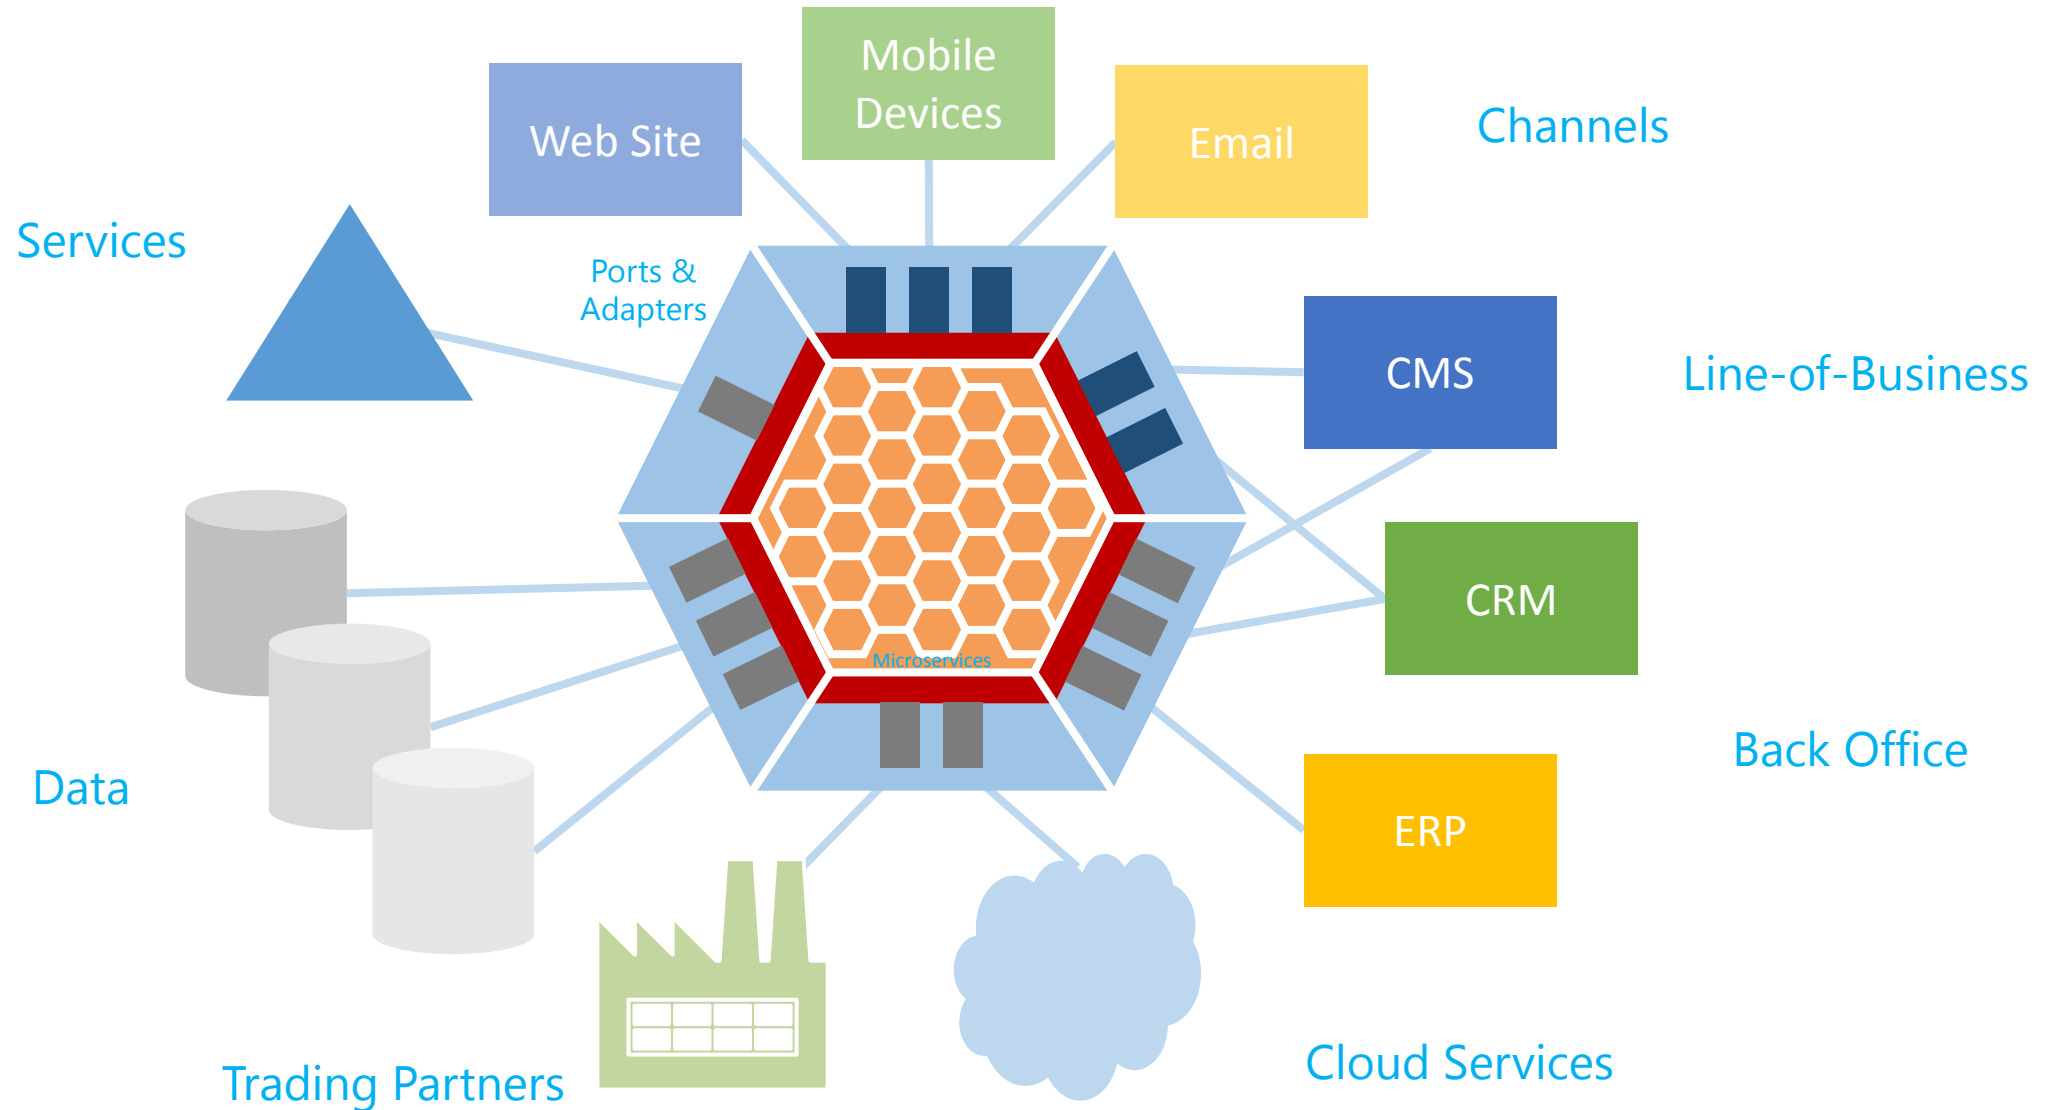 Mobile
Devices
Web Site
Email
Channels
Services
Ports &
Adapters
CMS
Line-of-Business
CRM
Microservices
Back Office
Data
ERP
Cloud Services
Trading Partners